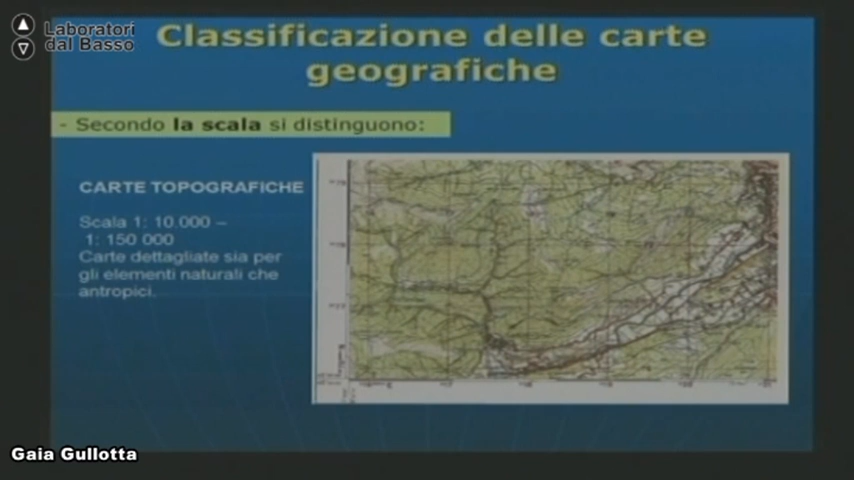 Laboratori
dal Basso
Classificazione delle carte
geografiche
- Secondo la scala si distinguono:
CARTE TOPOGRAFICHE
Scala 1: 10.000 –
1: 150 000
Carte dettagliate sia per
gli elementi naturali che
antropici.
Gaia Gullotta